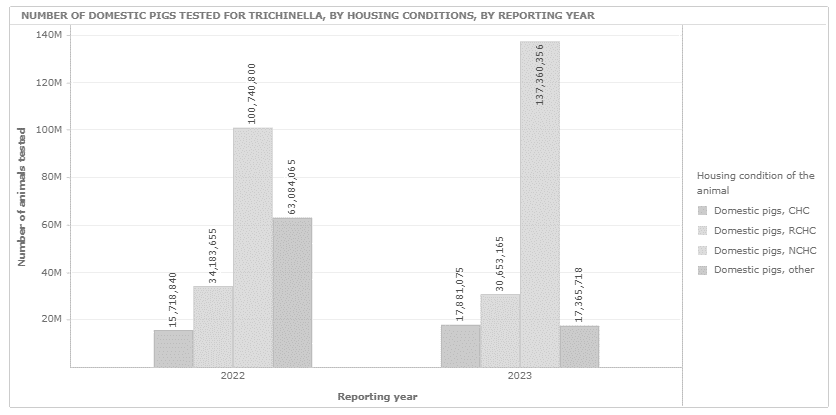 NUMBER OF DOMESTIC PIGS TESTED FOR TRICHINELLA, BY HOUSING CONDITIONS, BY REPORTING YEAR
140M
120M
100M
80M
60M
40M
20M
Number of animals tested
15,718,840
34,183,655
100,740,800
63,084,065
17,881,075
30,653,165
137,360,356
17,365,718
2022
2023
Reporting year
Housing condition of the
animal
Domestic pigs, CHC
Domestic pigs, RCHC
Domestic pigs, NCHC
Domestic pigs, other